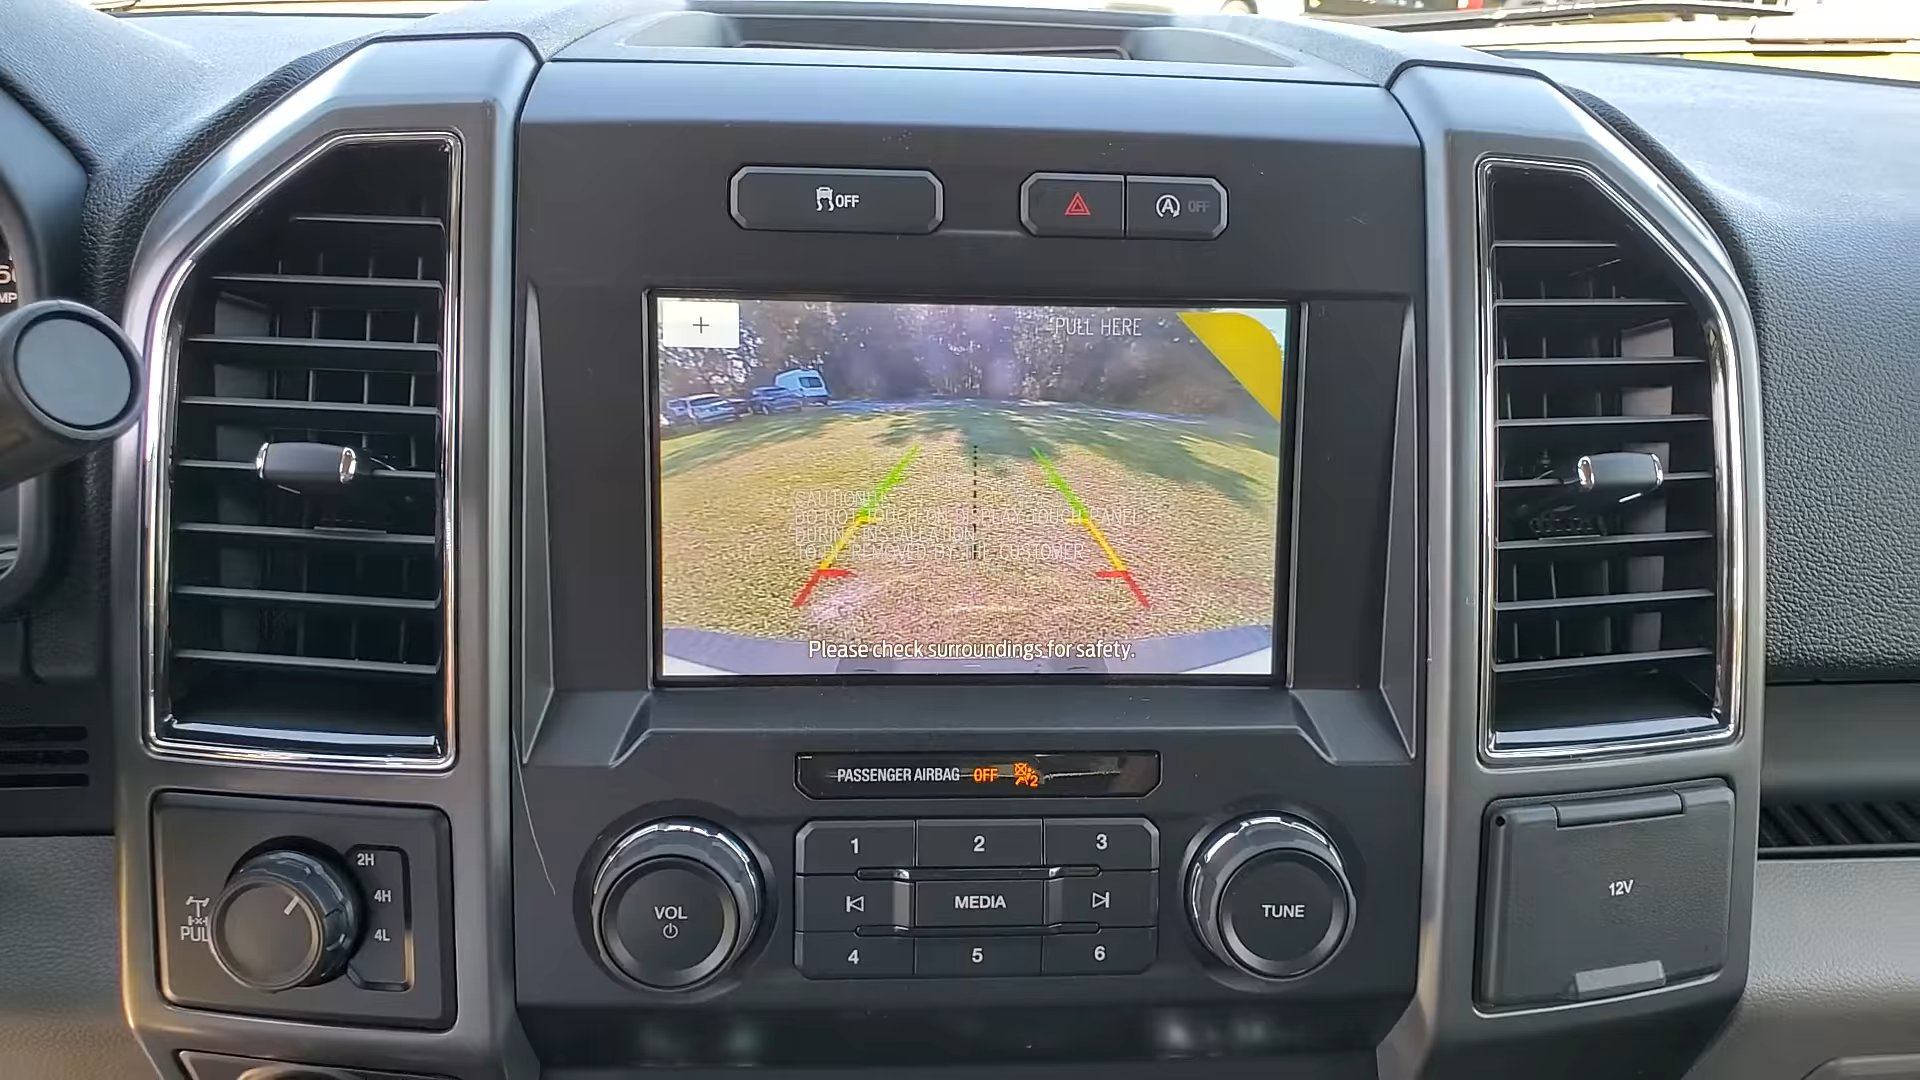 OFF
OFF
+
PULL HERE
CAUTION!!
DO NOT TOUCH ON DISPLAY TOUCH PANEL
DURING INSTALLATION.
TO BE REMOVED BY THE CUSTOMER
Please check surroundings for safety.
PASSENGER AIRBAG OFF 2
1 2 3
MEDIA
4 5 6
VOL
TUNE
2H
4H
4L
PULL
12V